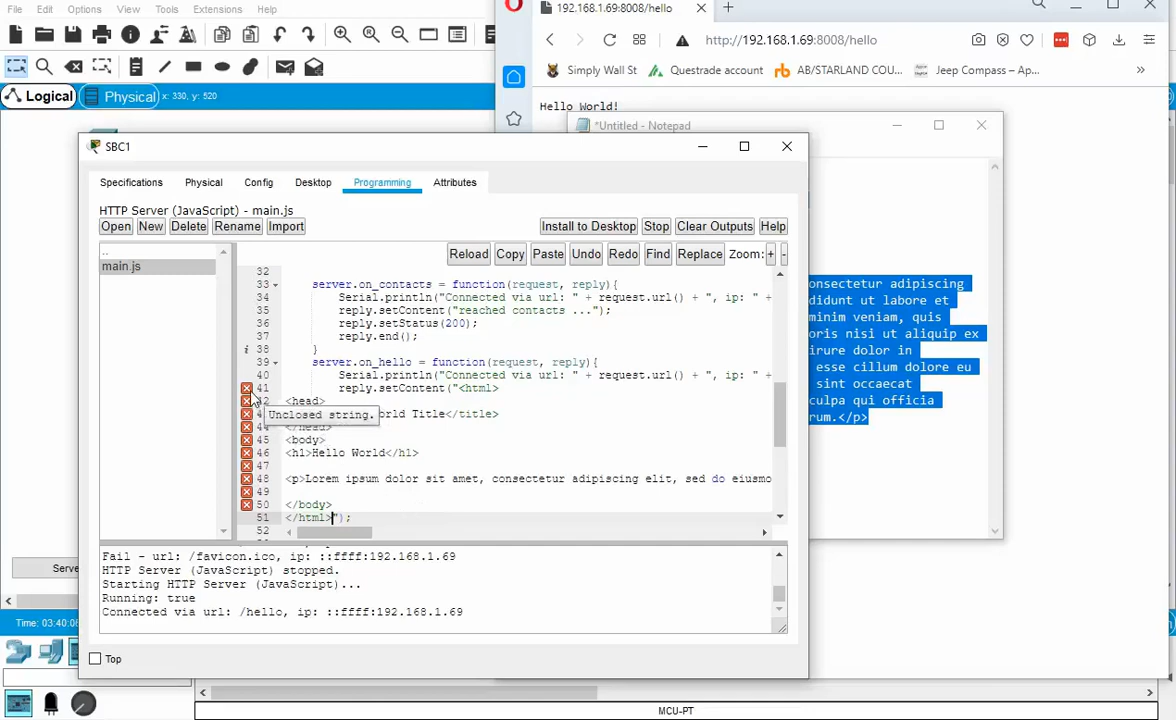 File Edit Options View Tools Extensions Help
192.168.1.69:8008/hello
http://192.168.1.69:8008/hello
Logical Physical x: 330, y: 520
Simply Wall St Questrade account AB/STARLAND COU... Jeep Compass – Ap... »
Hello World!
*Untitled - Notepad
SBC1
Specifications Physical Config Desktop Programming Attributes
HTTP Server (JavaScript) - main.js
Open New Delete Rename Import Install to Desktop Stop Clear Outputs Help
..
main.js
Reload Copy Paste Undo Redo Find Replace Zoom: + -
32
33 server.on_contacts = function(request, reply){
34 Serial.println("Connected via url: " + request.url() + ", ip: " +
35 reply.setContent("reached contacts ...");
36 reply.setStatus(200);
37 reply.end();
38 }
39 server.on_hello = function(request, reply){
40 Serial.println("Connected via url: " + request.url() + ", ip: " +
41 reply.setContent("<html>
42 <head>
Unclosed string.
orld Title</title>
44 </head>
45 <body>
46 <h1>Hello World</h1>
47
48 <p>Lorem ipsum dolor sit amet, consectetur adipiscing elit, sed do eiusmo
49
50 </body>
51 </html>");
52
onsectetur adipiscing
didunt ut labore et
minim veniam, quis
oris nisi ut aliquip ex
irure dolor in
esse cillum dolore eu
sint occaecat
culpa qui officia
rum.</p>
Fail - url: /favicon.ico, ip: ::ffff:192.168.1.69
HTTP Server (JavaScript) stopped.
Starting HTTP Server (JavaScript)...
Running: true
Connected via url: /hello, ip: ::ffff:192.168.1.69
Serve
Time: 03:40:06
Top
MCU-PT